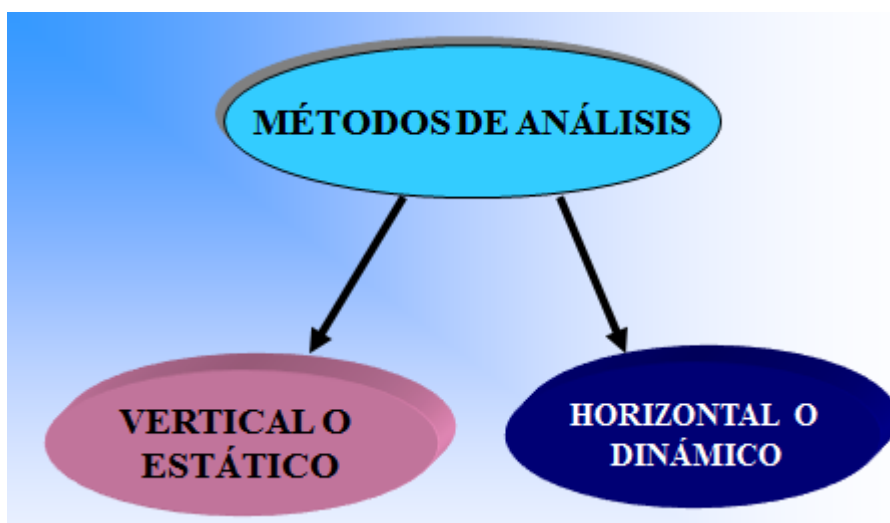 MÉTODOS DE ANÁLISIS
VERTICAL O
ESTÁTICO
HORIZONTAL O
DINÁMICO